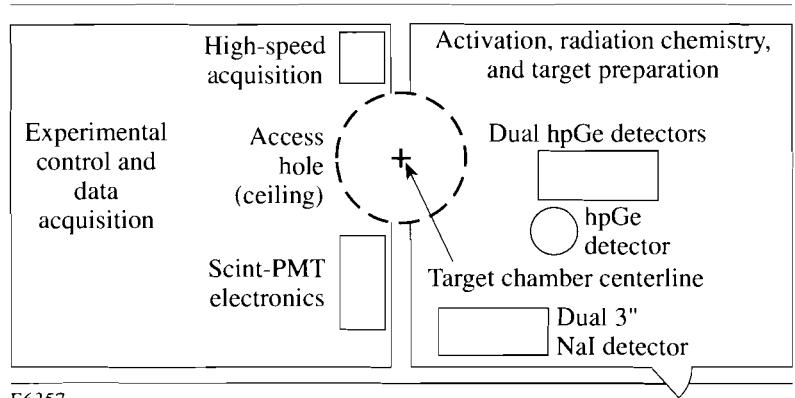 High-speed
acquisition
Activation, radiation chemistry,
and target preparation
Experimental
control and
data
acquisition
Access
hole
(ceiling)
Dual hpGe detectors
hpGe
detector
Target chamber centerline
Scint-PMT
electronics
Dual 3"
NaI detector